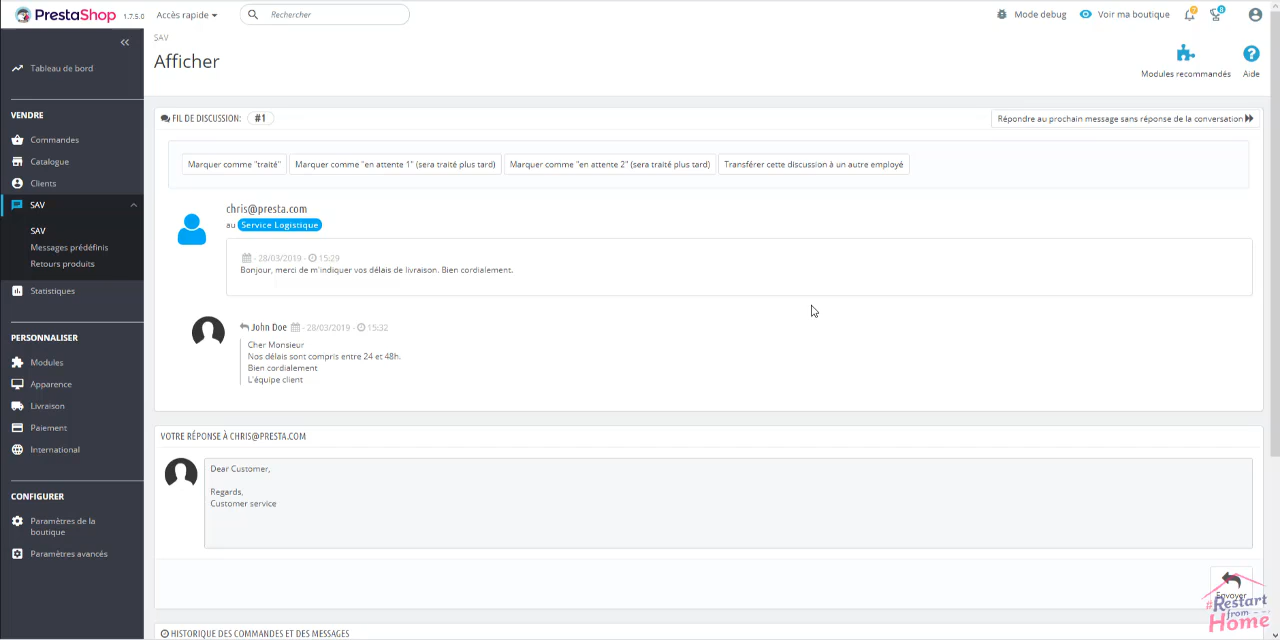 PrestaShop 1.7.5.0
Accès rapide
Rechercher
Mode debug
Voir ma boutique
2
8
SAV
Afficher
Modules recommandés
Aide
Tableau de bord
VENDRE
Commandes
Catalogue
Clients
SAV
SAV
Messages prédéfinis
Retours produits
Statistiques
PERSONNALISER
Modules
Apparence
Livraison
Paiement
International
CONFIGURER
Paramètres de la
boutique
Paramètres avancés
FIL DE DISCUSSION: #1
Répondre au prochain message sans réponse de la conversation
Marquer comme "traité"
Marquer comme "en attente 1" (sera traité plus tard)
Marquer comme "en attente 2" (sera traité plus tard)
Transférer cette discussion à un autre employé
chris@presta.com
au Service Logistique
- 28/03/2019 - 15:29
Bonjour, merci de m'indiquer vos délais de livraison. Bien cordialement.
John Doe - 28/03/2019 - 15:32
Cher Monsieur
Nos délais sont compris entre 24 et 48h.
Bien cordialement
L'équipe client
VOTRE RÉPONSE À CHRIS@PRESTA.COM
Dear Customer,
Regards,
Customer service
Envoyer
#Restart
from
Home
HISTORIQUE DES COMMANDES ET DES MESSAGES